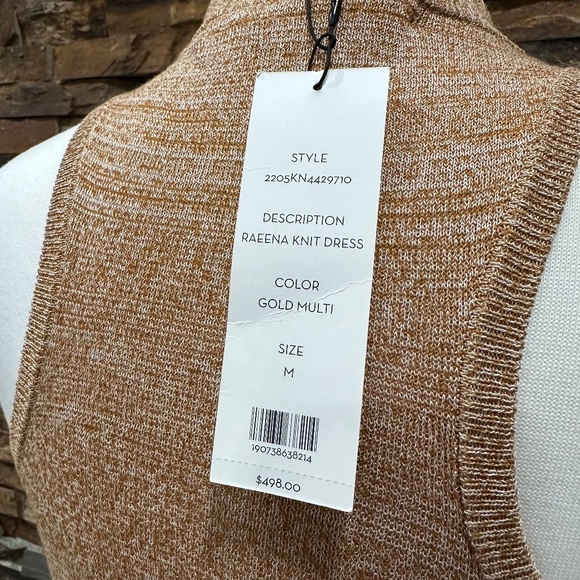 STYLE
2205KN4429710
DESCRIPTION
RAEENA KNIT DRESS
COLOR
GOLD MULTI
SIZE
M
190738638214
$498.00